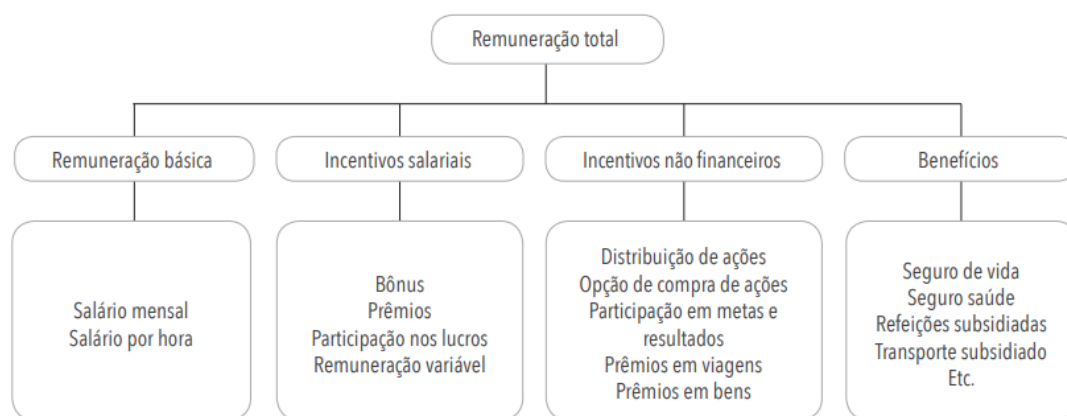 Remuneração total
Remuneração básica
Incentivos salariais
Incentivos não financeiros
Benefícios
Salário mensal
Salário por hora
Bônus
Prêmios
Participação nos lucros
Remuneração variável
Distribuição de ações
Opção de compra de ações
Participação em metas e
resultados
Prêmios em viagens
Prêmios em bens
Seguro de vida
Seguro saúde
Refeições subsidiadas
Transporte subsidiado
Etc.